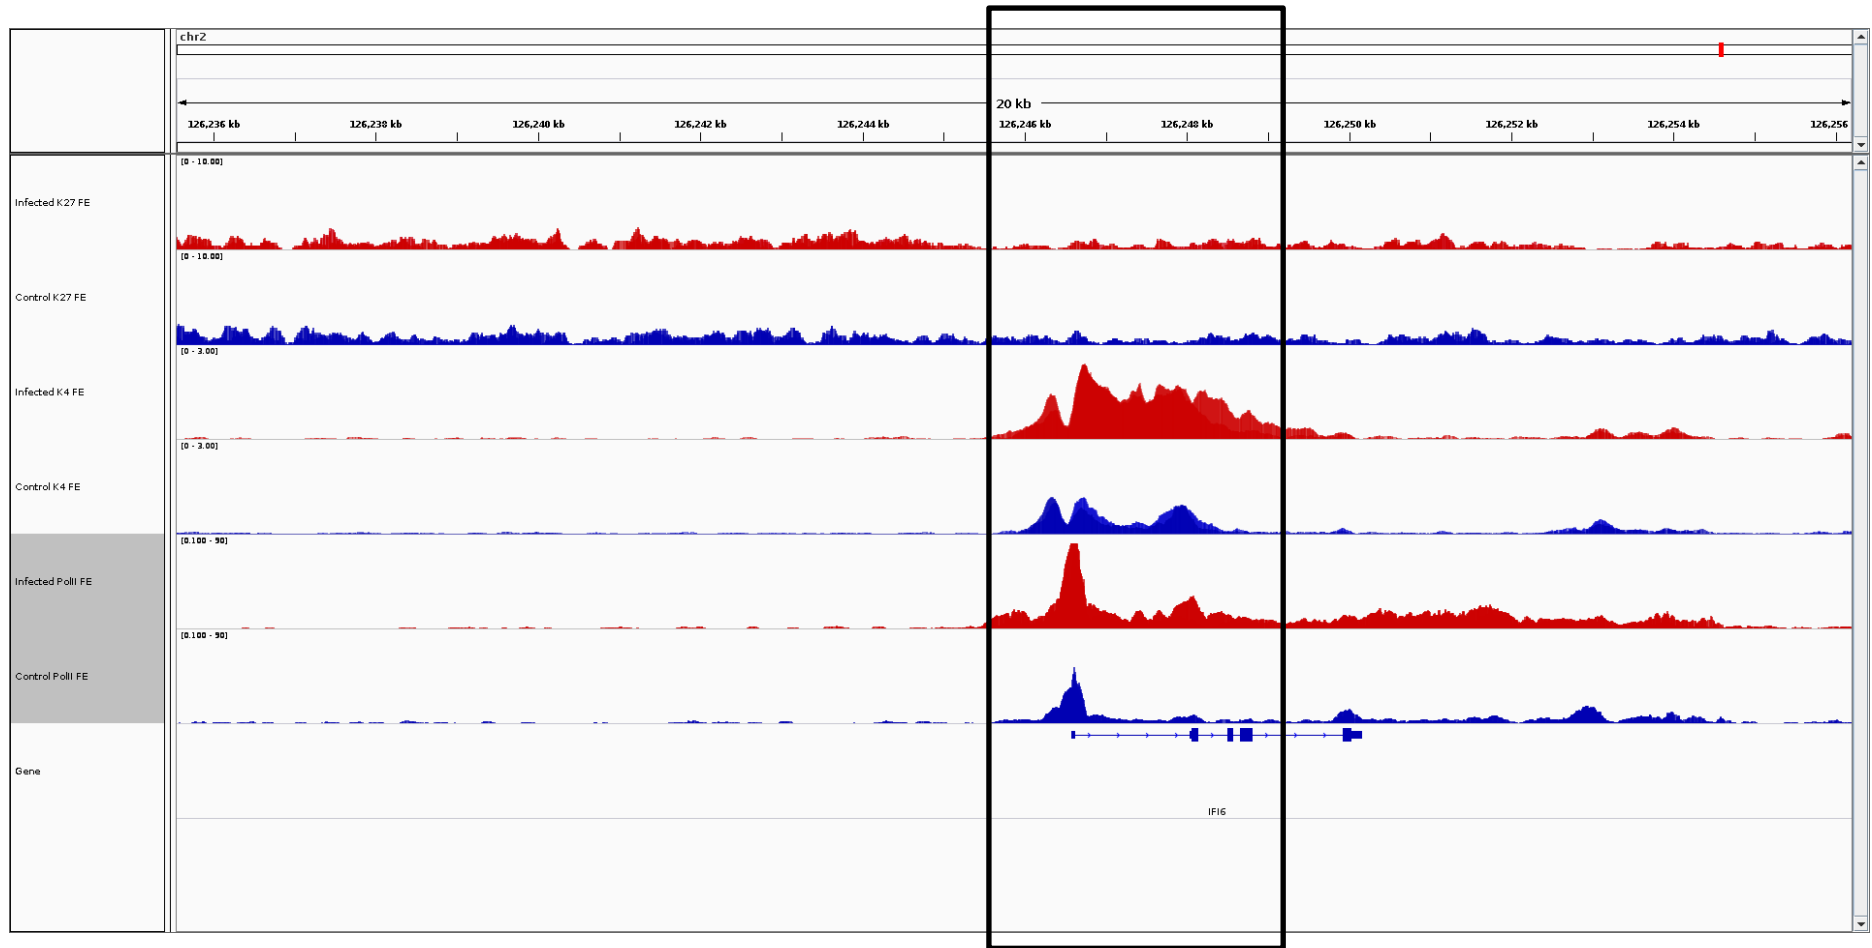 chr2
20 kb
126,236 kb 126,238 kb 126,240 kb 126,242 kb 126,244 kb 126,246 kb 126,248 kb 126,250 kb 126,252 kb 126,254 kb 126,256
[0 - 10.00]
Infected K27 FE
[0 - 10.00]
Control K27 FE
[0 - 3.00]
Infected K4 FE
[0 - 3.00]
Control K4 FE
[0.100 - 90]
Infected PolII FE
[0.100 - 90]
Control PolII FE
Gene
IFI6